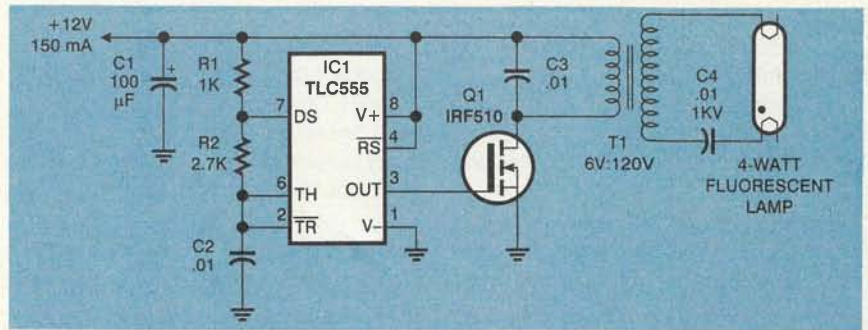 +12V
150 mA
C1
100
μF
+
R1
1K
R2
2.7K
C2
.01
IC1
TLC555
7
DS
6
TH
2
TR
V+
8
RS
4
OUT
3
V–
1
Q1
IRF510
C3
.01
T1
6V:120V
C4
.01
1KV
4-WATT
FLUORESCENT
LAMP